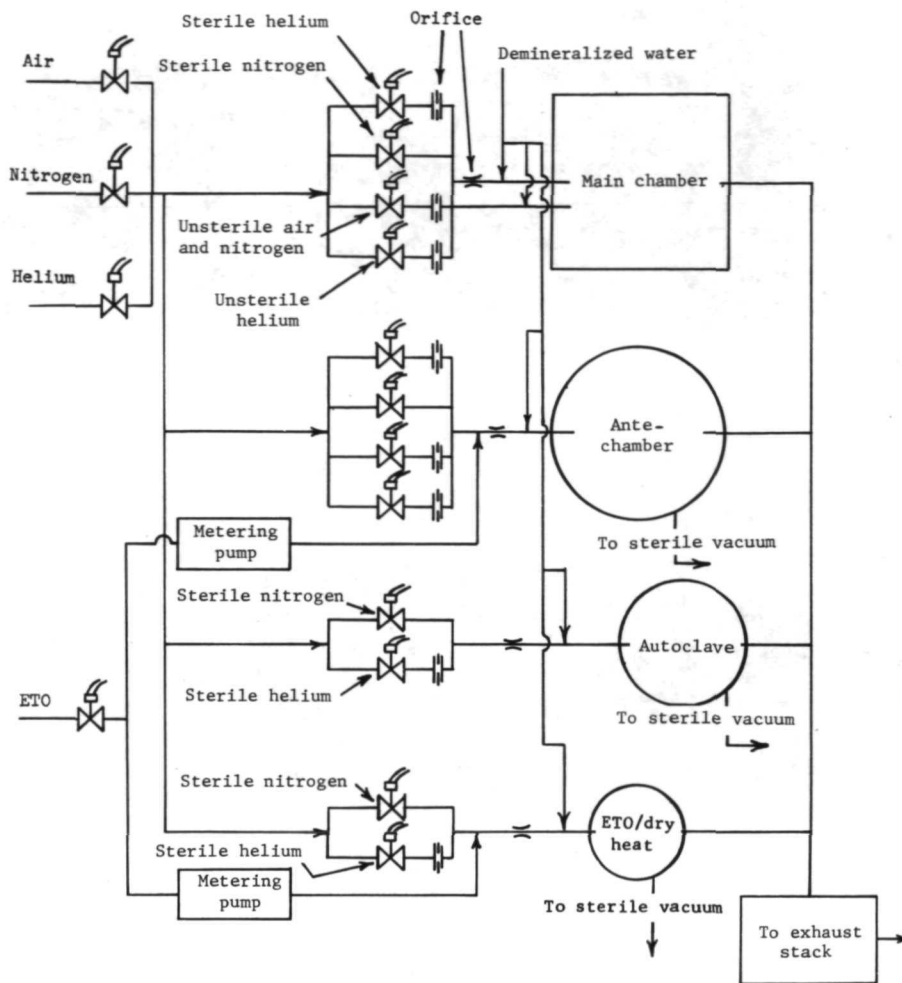 Sterile helium
Orifice
Air
Sterile nitrogen
Demineralized water
Nitrogen
Main chamber
Unsterile air
and nitrogen
Helium
Unsterile
helium
Ante-
chamber
Metering
pump
To sterile vacuum
Sterile nitrogen
Autoclave
Sterile helium
ETO
To sterile vacuum
Sterile nitrogen
ETO/dry
heat
Sterile helium
Metering
pump
To sterile vacuum
To exhaust
stack